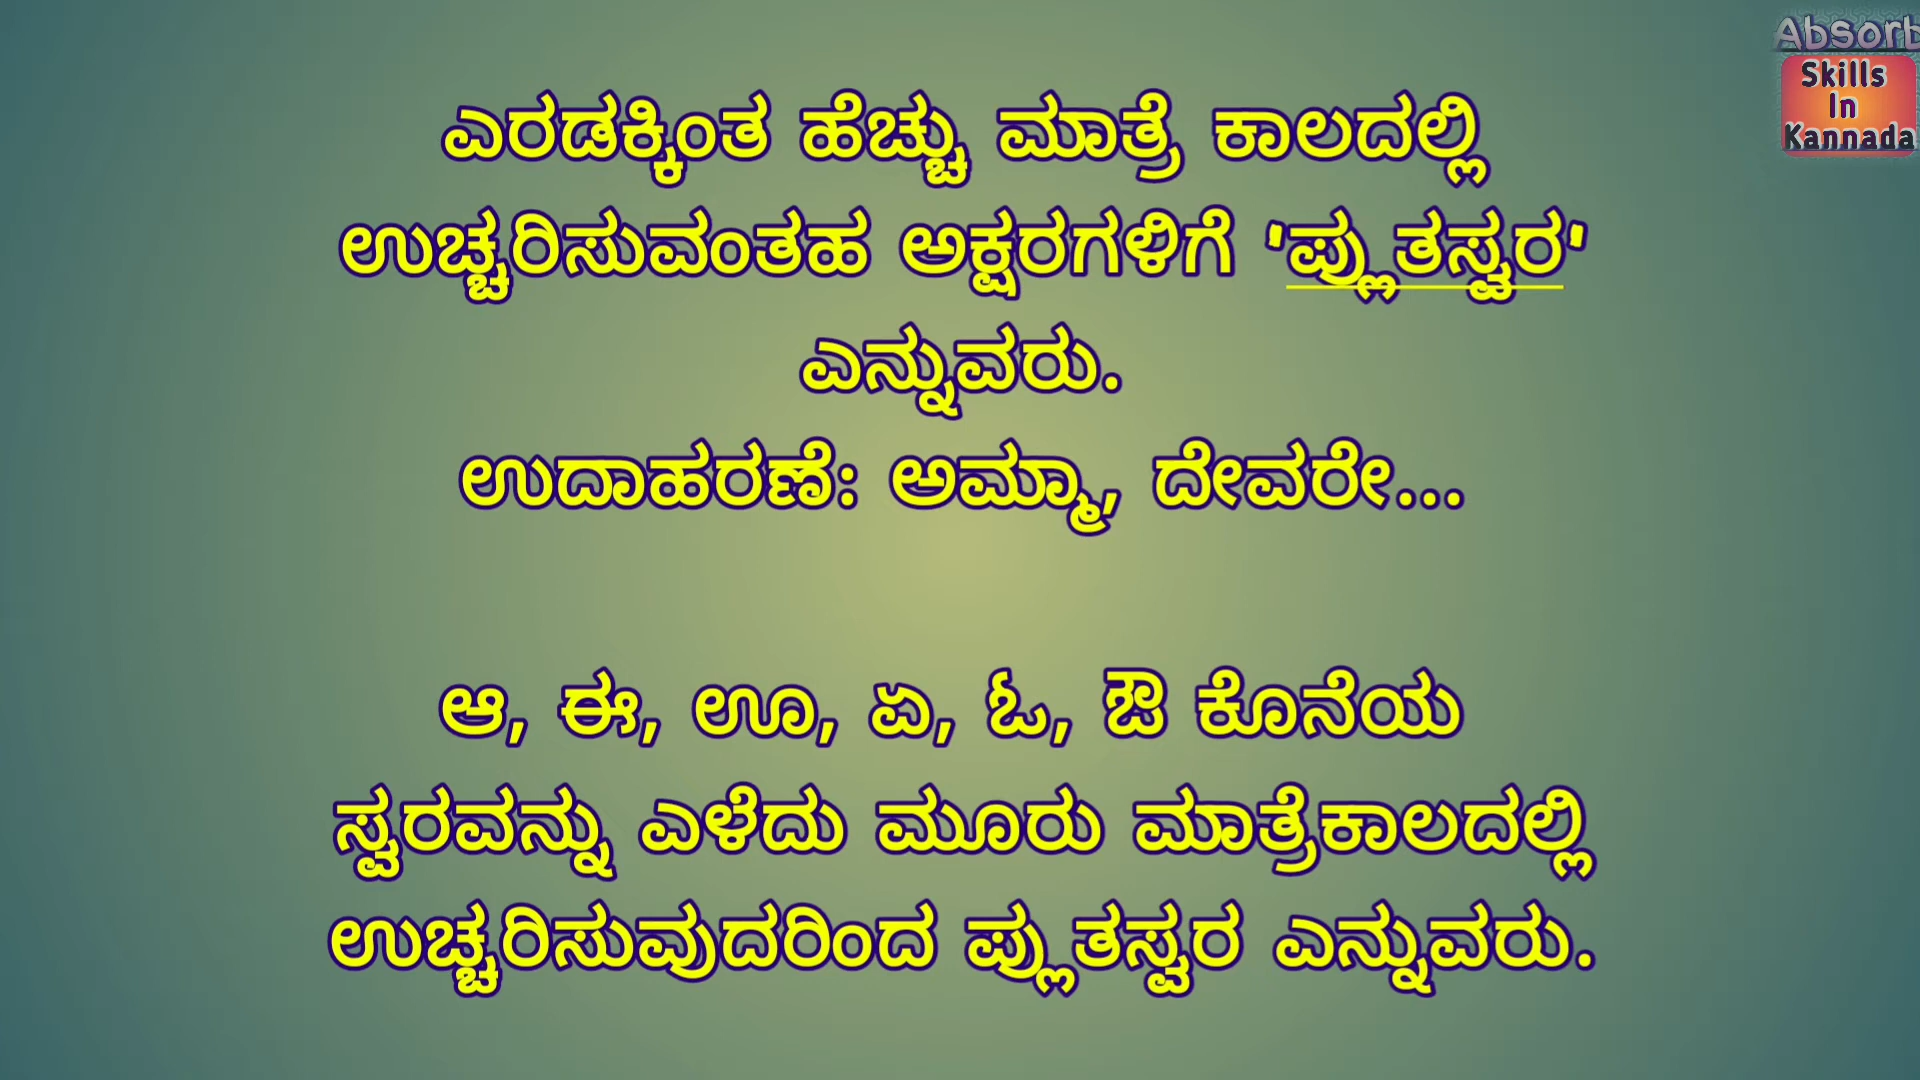 Absorb
Skills
In
Kannada
ಎರಡಕ್ಕಿಂತ ಹೆಚ್ಚು ಮಾತ್ರೆ ಕಾಲದಲ್ಲಿ
ಉಚ್ಚರಿಸುವಂತಹ ಅಕ್ಷರಗಳಿಗೆ 'ಪ್ಲುತಸ್ವರ'
ಎನ್ನುವರು.
ಉದಾಹರಣೆ: ಅಮ್ಮಾ, ದೇವರೇ...
ಆ, ಈ, ಊ, ಏ, ಓ, ಔ ಕೊನೆಯ
ಸ್ವರವನ್ನು ಎಳೆದು ಮೂರು ಮಾತ್ರೆಕಾಲದಲ್ಲಿ
ಉಚ್ಚರಿಸುವುದರಿಂದ ಪ್ಲುತಸ್ವರ ಎನ್ನುವರು.